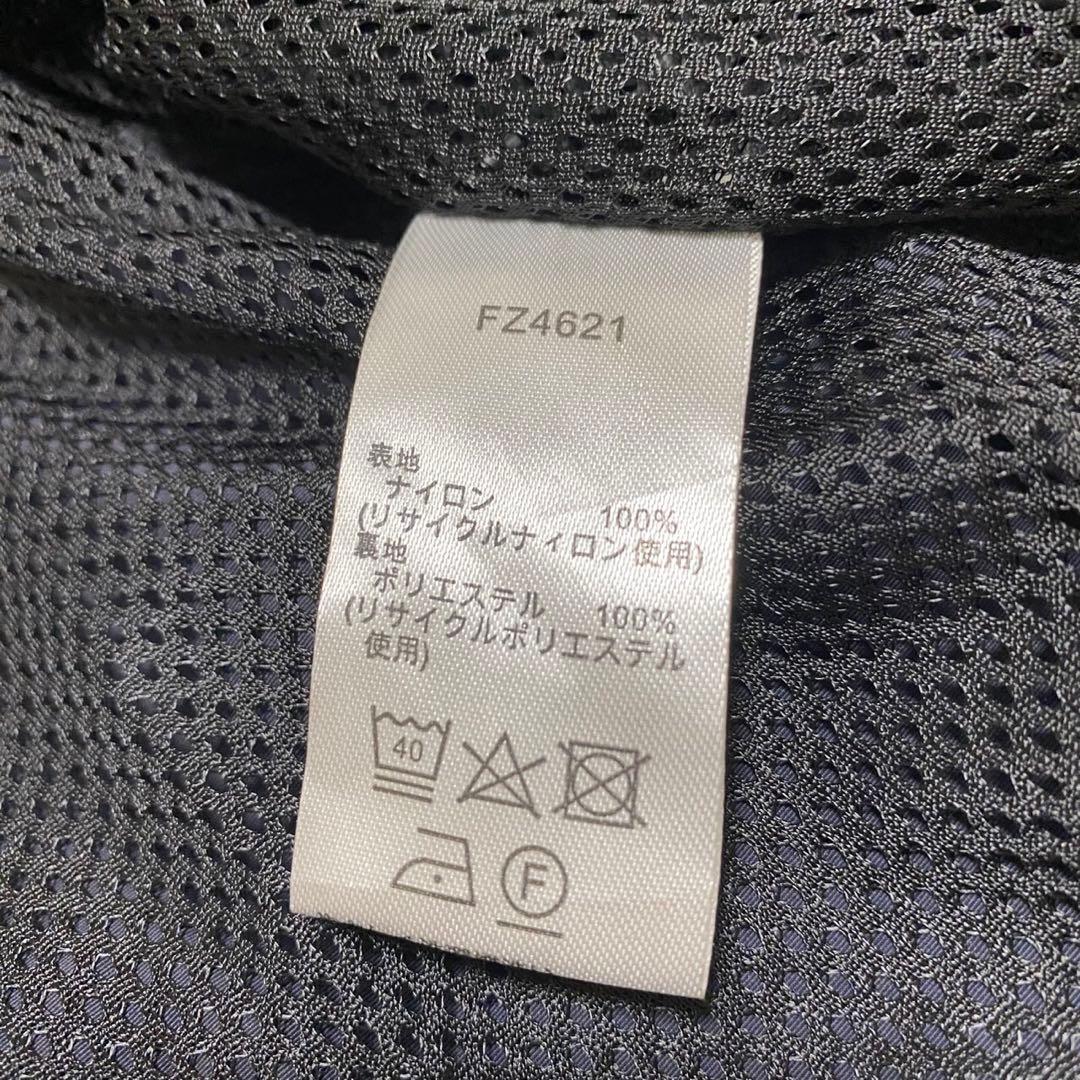 FZ4621
表地
ナイロン 100%
(リサイクルナイロン使用)
裏地
ポリエステル 100%
(リサイクルポリエステル
使用)
40
F